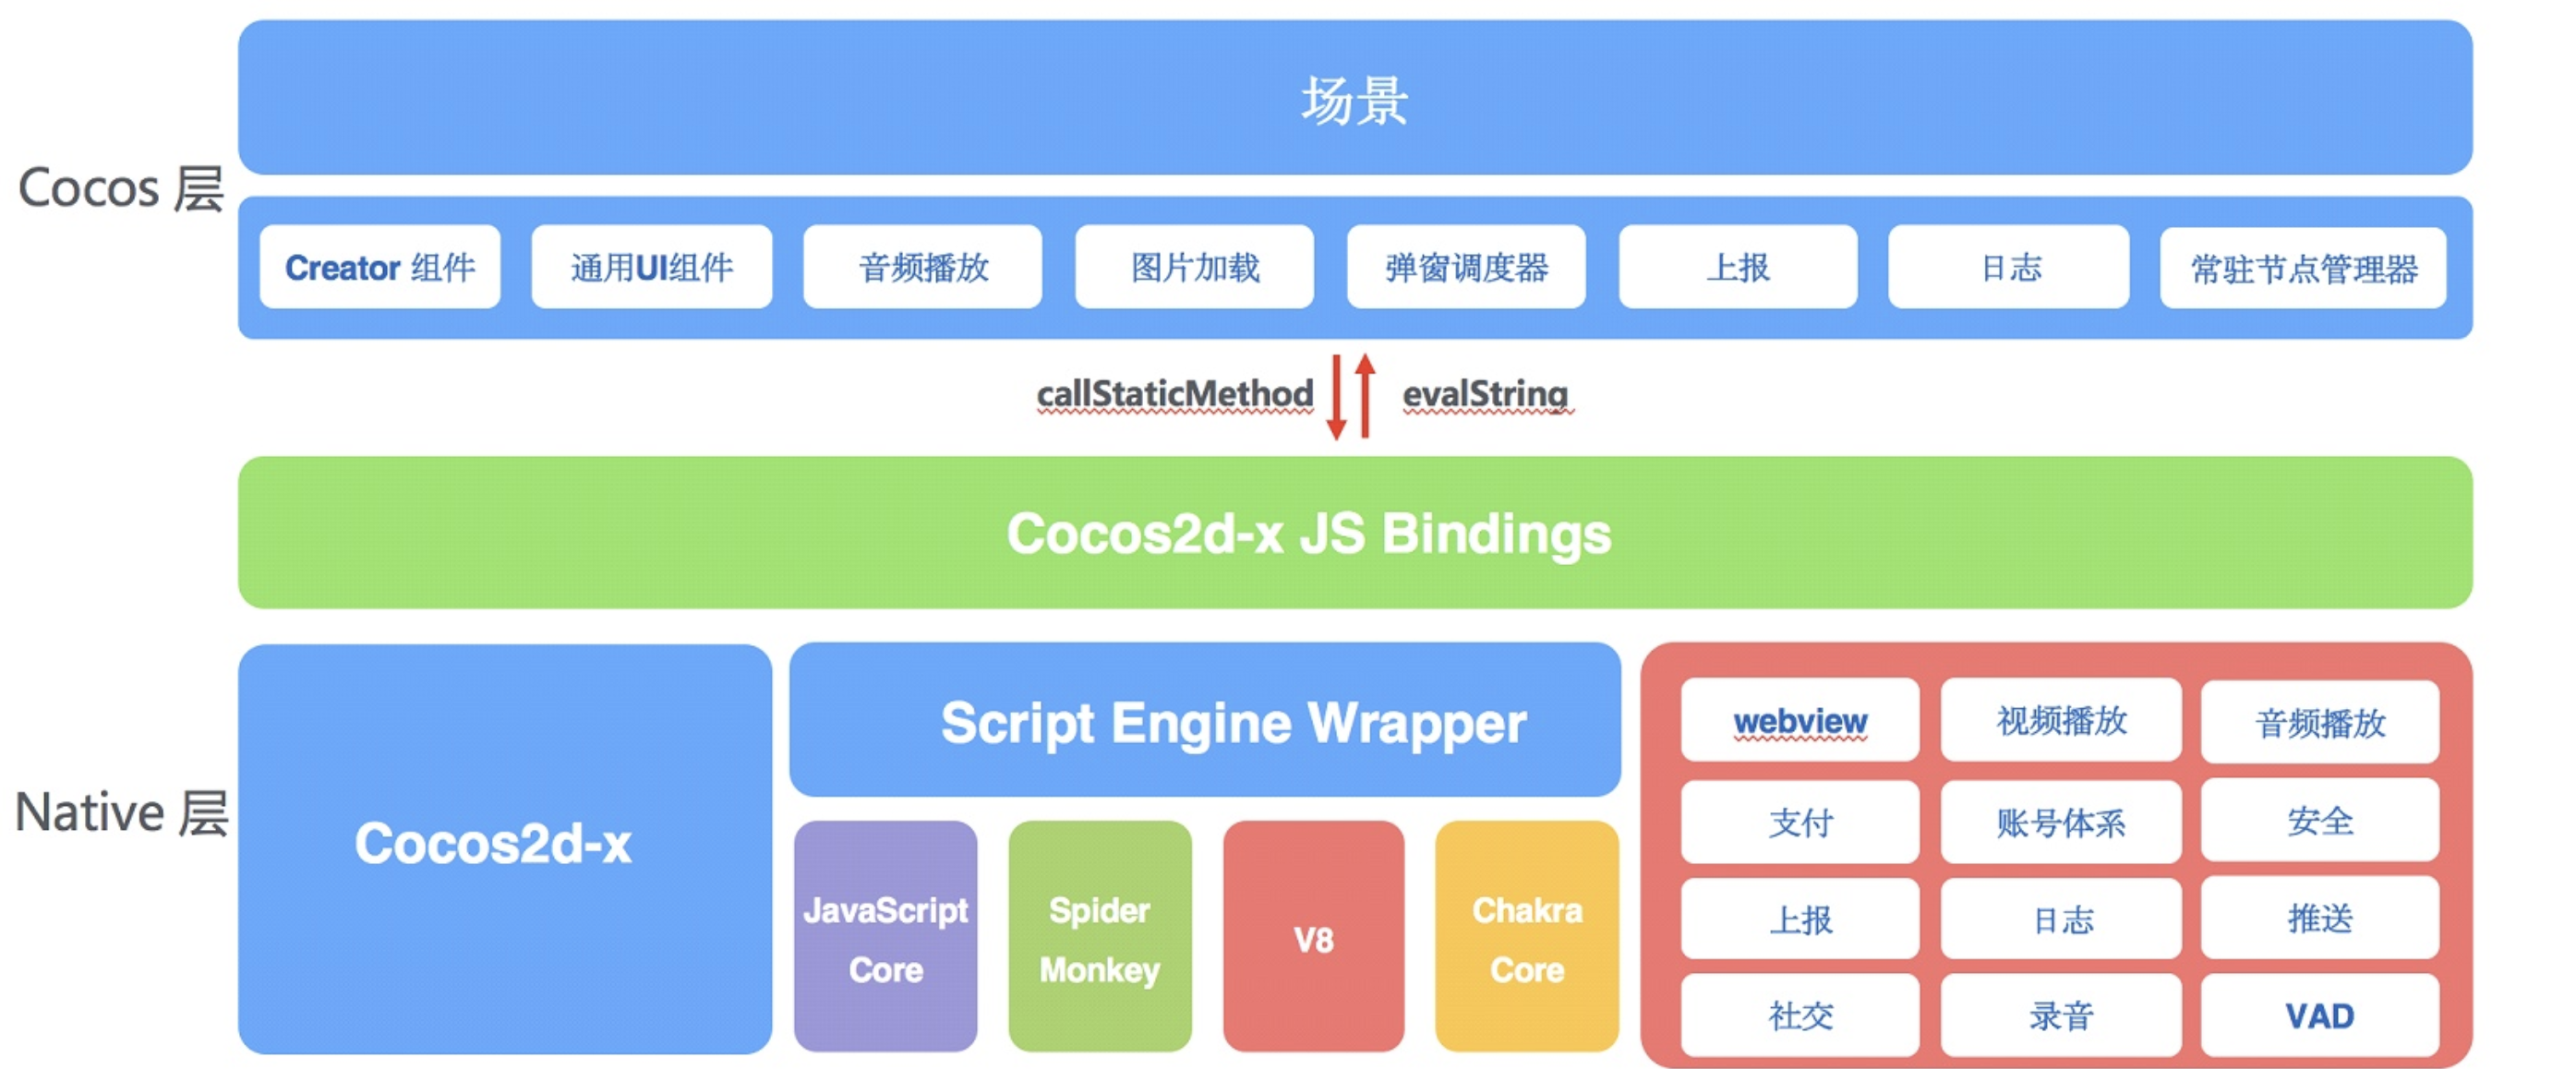 场景
Cocos 层
Creator 组件
通用UI组件
音频播放
图片加载
弹窗调度器
上报
日志
常驻节点管理器
callStaticMethod
evalString
Cocos2d-x JS Bindings
Native 层
Cocos2d-x
Script Engine Wrapper
JavaScript
Core
Spider
Monkey
V8
Chakra
Core
webview
视频播放
音频播放
支付
账号体系
安全
上报
日志
推送
社交
录音
VAD